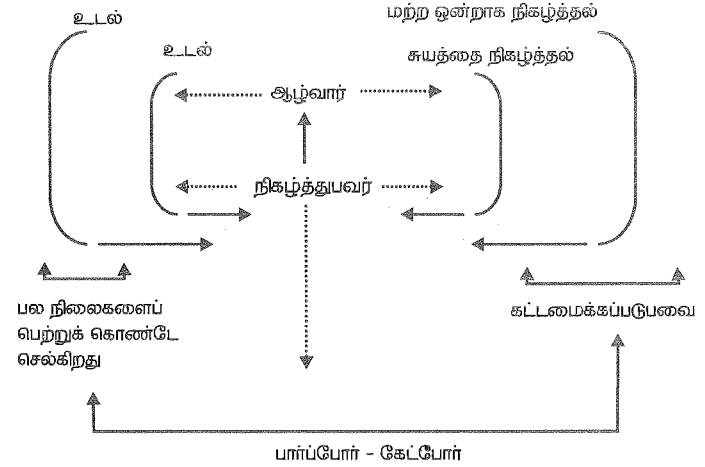 உடல்
மற்ற ஒன்றாக நிகழ்த்தல்
உடல்
சுயத்தை நிகழ்த்தல்
ஆழ்வார்
நிகழ்த்துபவர்
பல நிலைகளைப்
பெற்றுக் கொண்டே
செல்கிறது
கட்டமைக்கப்படுபவை
பார்ப்போர் - கேட்போர்